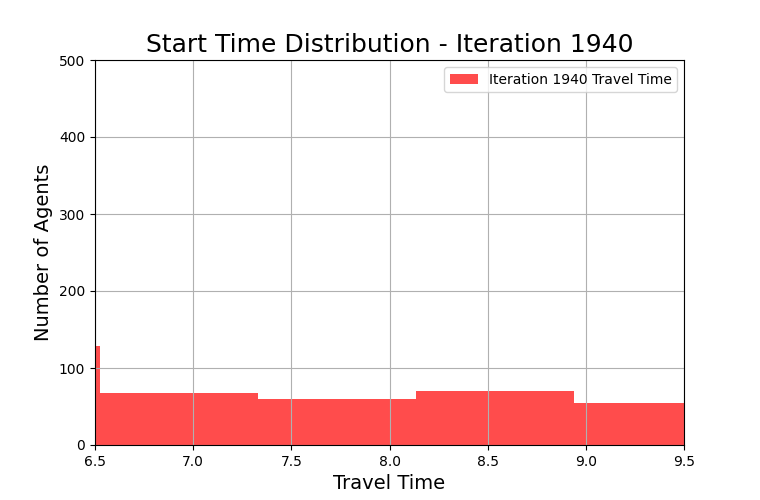 Start Time Distribution - Iteration 1940
Number of Agents
500
400
300
200
100
0
Iteration 1940 Travel Time
6.5 7.0 7.5 8.0 8.5 9.0 9.5
Travel Time